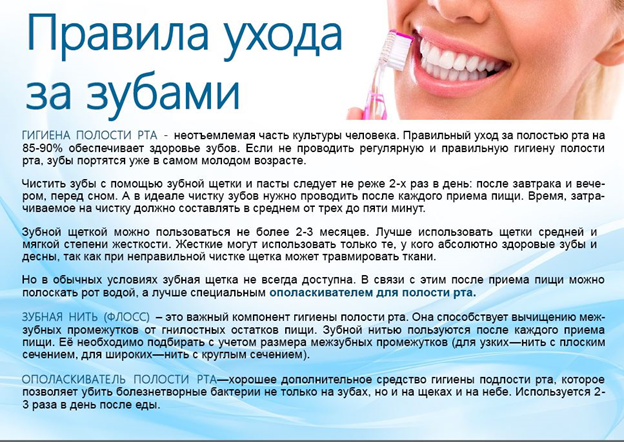 Правила ухода
за зубами
ГИГИЕНА ПОЛОСТИ РТА - неотъемлемая часть культуры человека. Правильный уход за полостью рта на
85-90% обеспечивает здоровье зубов. Если не проводить регулярную и правильную гигиену полости
рта, зубы портятся уже в самом молодом возрасте.
Чистить зубы с помощью зубной щетки и пасты следует не реже 2-х раз в день: после завтрака и вече-
ром, перед сном. А в идеале чистку зубов нужно проводить после каждого приема пищи. Время, затра-
чиваемое на чистку должно составлять в среднем от трех до пяти минут.
Зубной щеткой можно пользоваться не более 2-3 месяцев. Лучше использовать щетки средней и
мягкой степени жесткости. Жесткие могут использовать только те, у кого абсолютно здоровые зубы и
десны, так как при неправильной чистке щетка может травмировать ткани.
Но в обычных условиях зубная щетка не всегда доступна. В связи с этим после приема пищи можно
полоскать рот водой, а лучше специальным ополаскивателем для полости рта.
ЗУБНАЯ НИТЬ (ФЛОСС) – это важный компонент гигиены полости рта. Она способствует вычищению меж-
зубных промежутков от гнилостных остатков пищи. Зубной нитью пользуются после каждого приема
пищи. Её необходимо подбирать с учетом размера межзубных промежутков (для узких—нить с плоским
сечением, для широких—нить с круглым сечением).
ОПОЛАСКИВАТЕЛЬ ПОЛОСТИ РТА—хорошее дополнительное средство гигиены подлости рта, которое
позволяет убить болезнетворные бактерии не только на зубах, но и на щеках и на небе. Используется 2-
3 раза в день после еды.